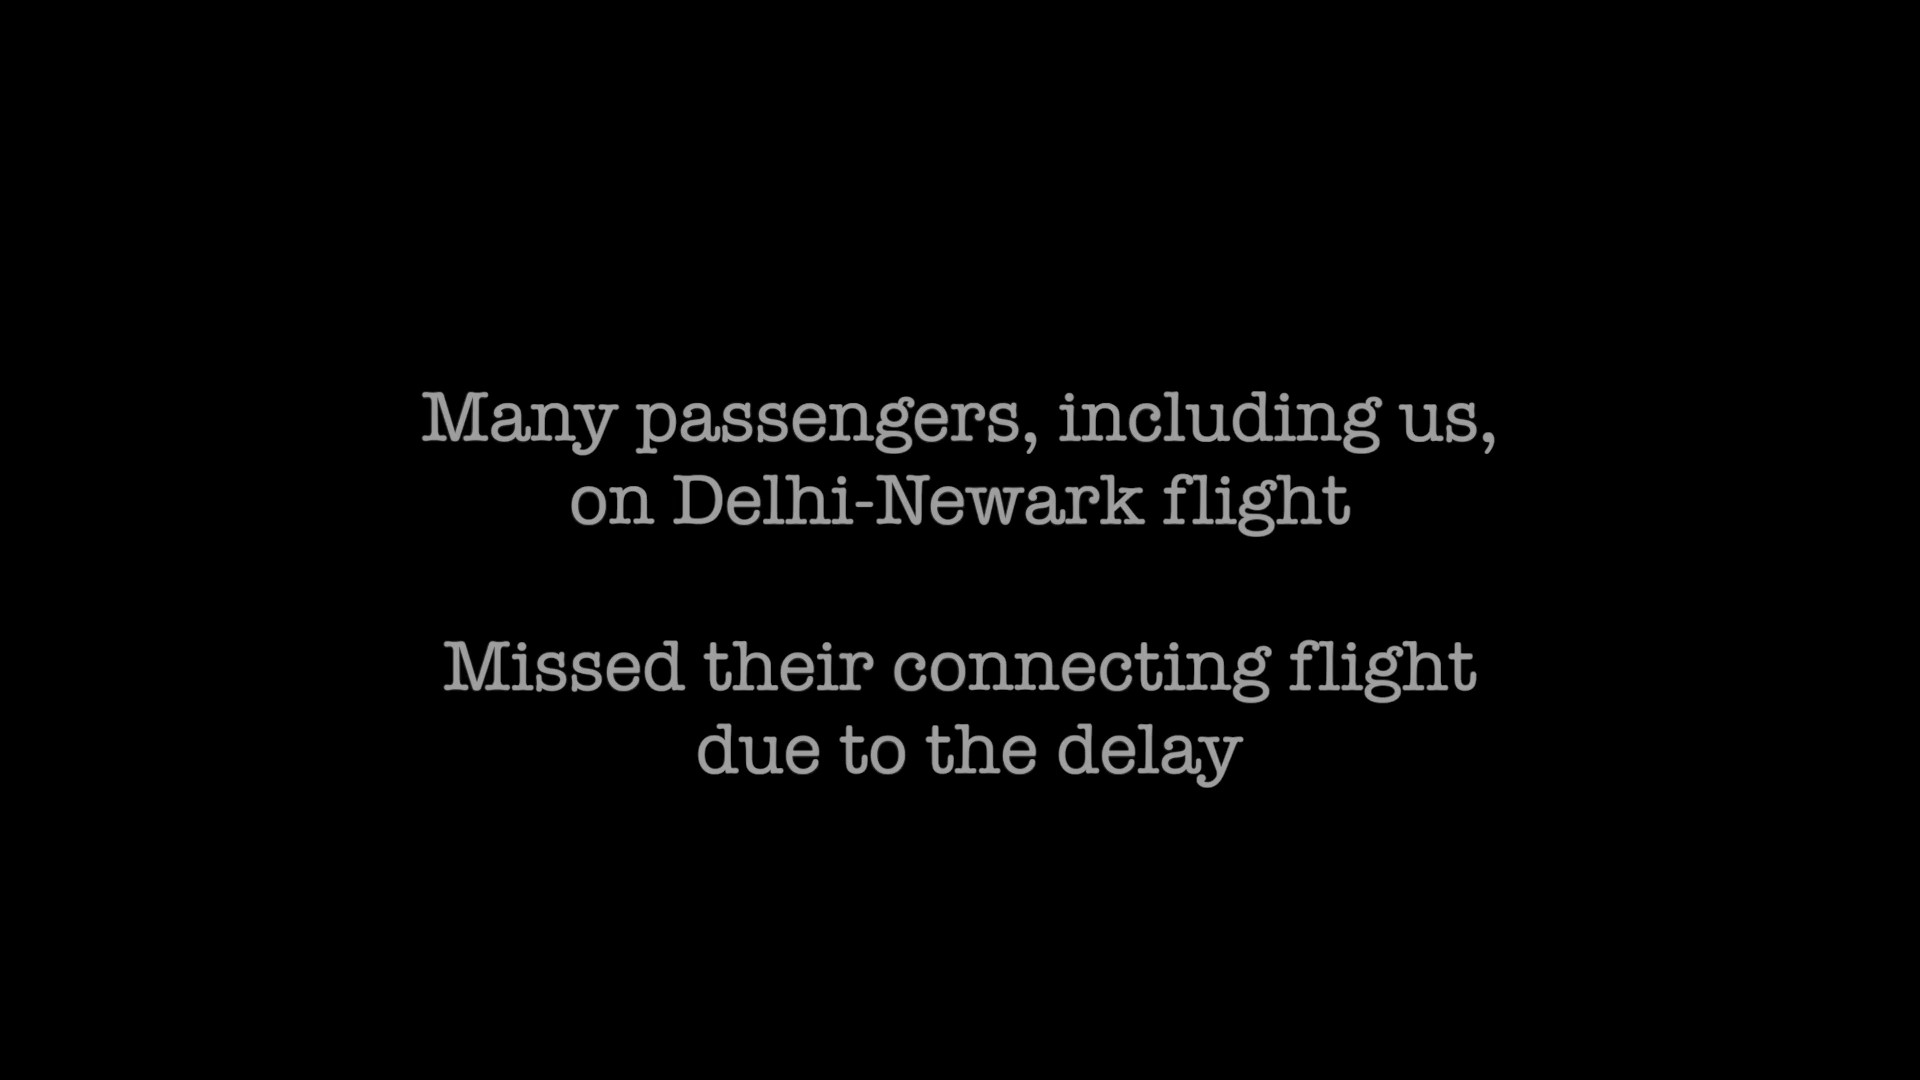 Many passengers, including us,
on Delhi-Newark flight
Missed their connecting flight
due to the delay